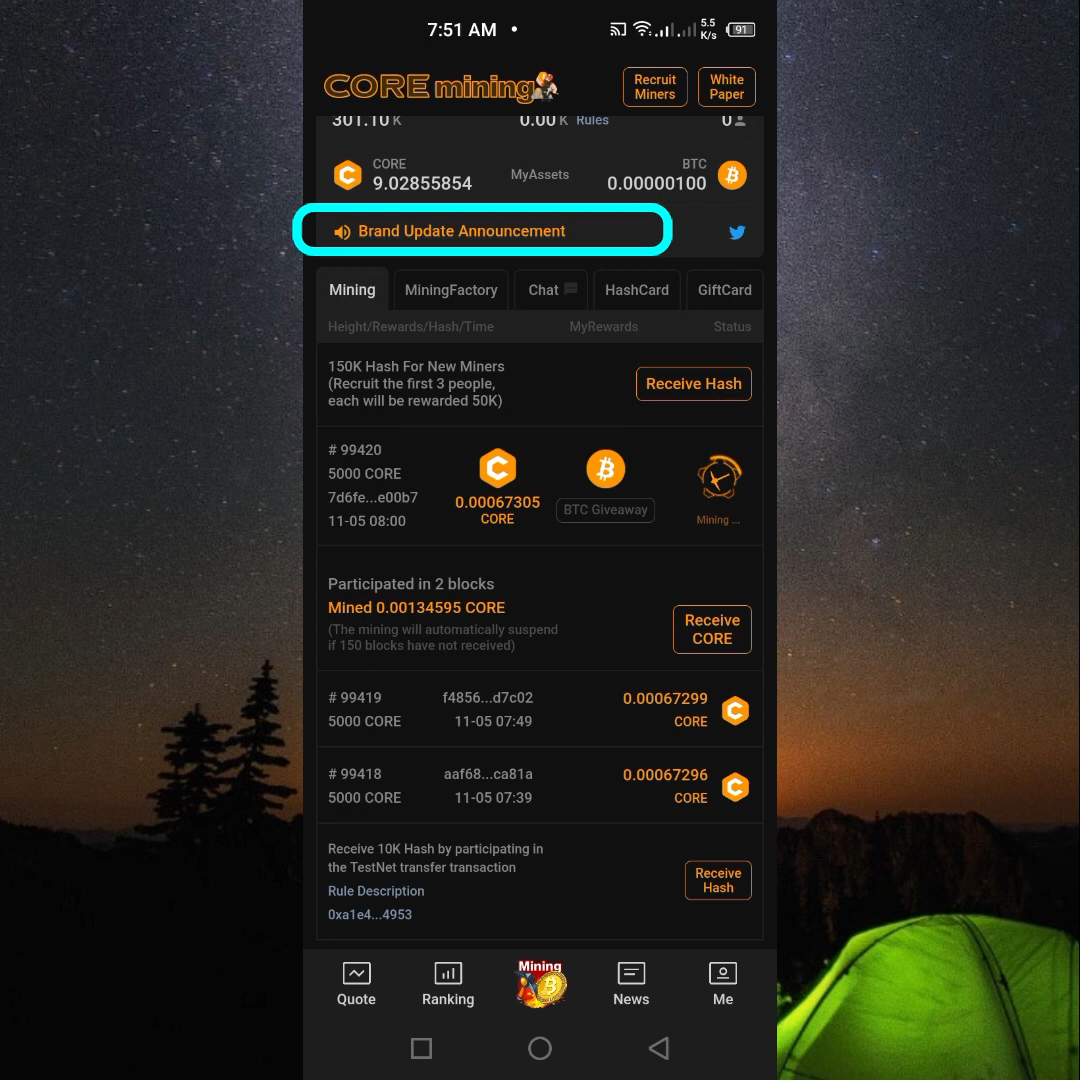 7:51 AM
5.5
K/s
91
CORE mining
Recruit
Miners
White
Paper
301.10 K
0.00 K Rules
0
CORE
9.02855854
MyAssets
BTC
0.00000100
Brand Update Announcement
Mining
MiningFactory
Chat
HashCard
GiftCard
Height/Rewards/Hash/Time
MyRewards
Status
150K Hash For New Miners
(Recruit the first 3 people,
each will be rewarded 50K)
Receive Hash
# 99420
5000 CORE
7d6fe...e00b7
11-05 08:00
0.00067305
CORE
BTC Giveaway
Mining ...
Participated in 2 blocks
Mined 0.00134595 CORE
(The mining will automatically suspend
if 150 blocks have not received)
Receive
CORE
# 99419
f4856...d7c02
0.00067299
5000 CORE
11-05 07:49
CORE
# 99418
aaf68...ca81a
0.00067296
5000 CORE
11-05 07:39
CORE
Receive 10K Hash by participating in
the TestNet transfer transaction
Rule Description
0xa1e4...4953
Receive
Hash
Mining
Quote
Ranking
News
Me